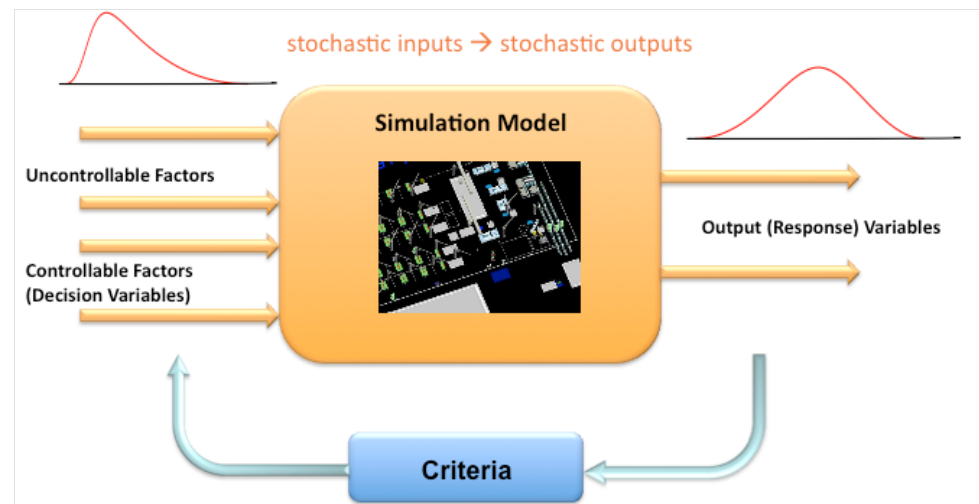 stochastic inputs → stochastic outputs
Simulation Model
Uncontrollable Factors
Controllable Factors
(Decision Variables)
Output (Response) Variables
Criteria